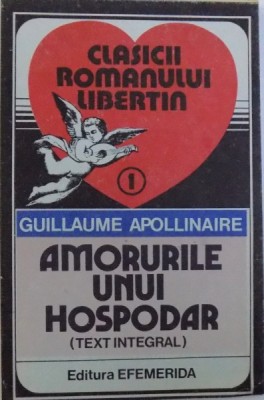 CLASICII
ROMANULUI
LIBERTIN
1
GUILLAUME APOLLINAIRE
AMORURILE
UNUI
HOSPODAR
(TEXT INTEGRAL)
Editura EFEMERIDA